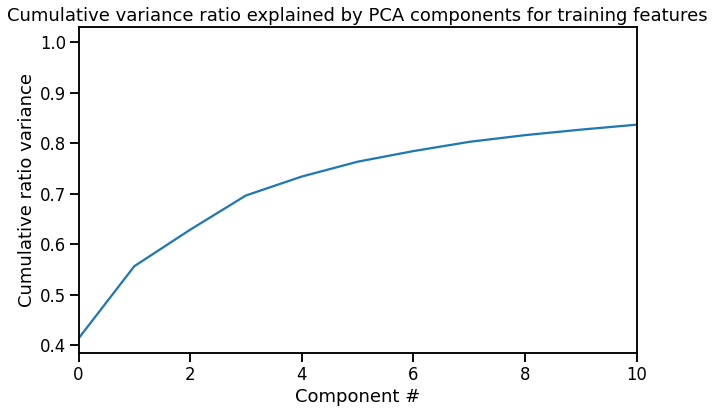 Cumulative variance ratio explained by PCA components for training features
1.0
0.9
0.8
0.7
0.6
0.5
0.4
Cumulative ratio variance
0 2 4 6 8 10
Component #